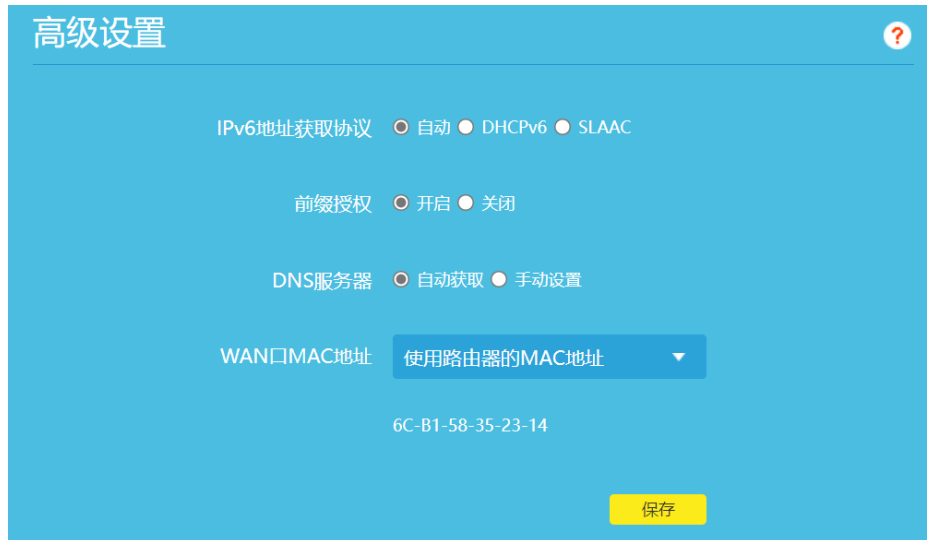 高级设置
?
IPv6地址获取协议 自动 DHCPv6 SLAAC
前缀授权 开启 关闭
DNS服务器 自动获取 手动设置
WAN口MAC地址 使用路由器的MAC地址
6C-B1-58-35-23-14
保存